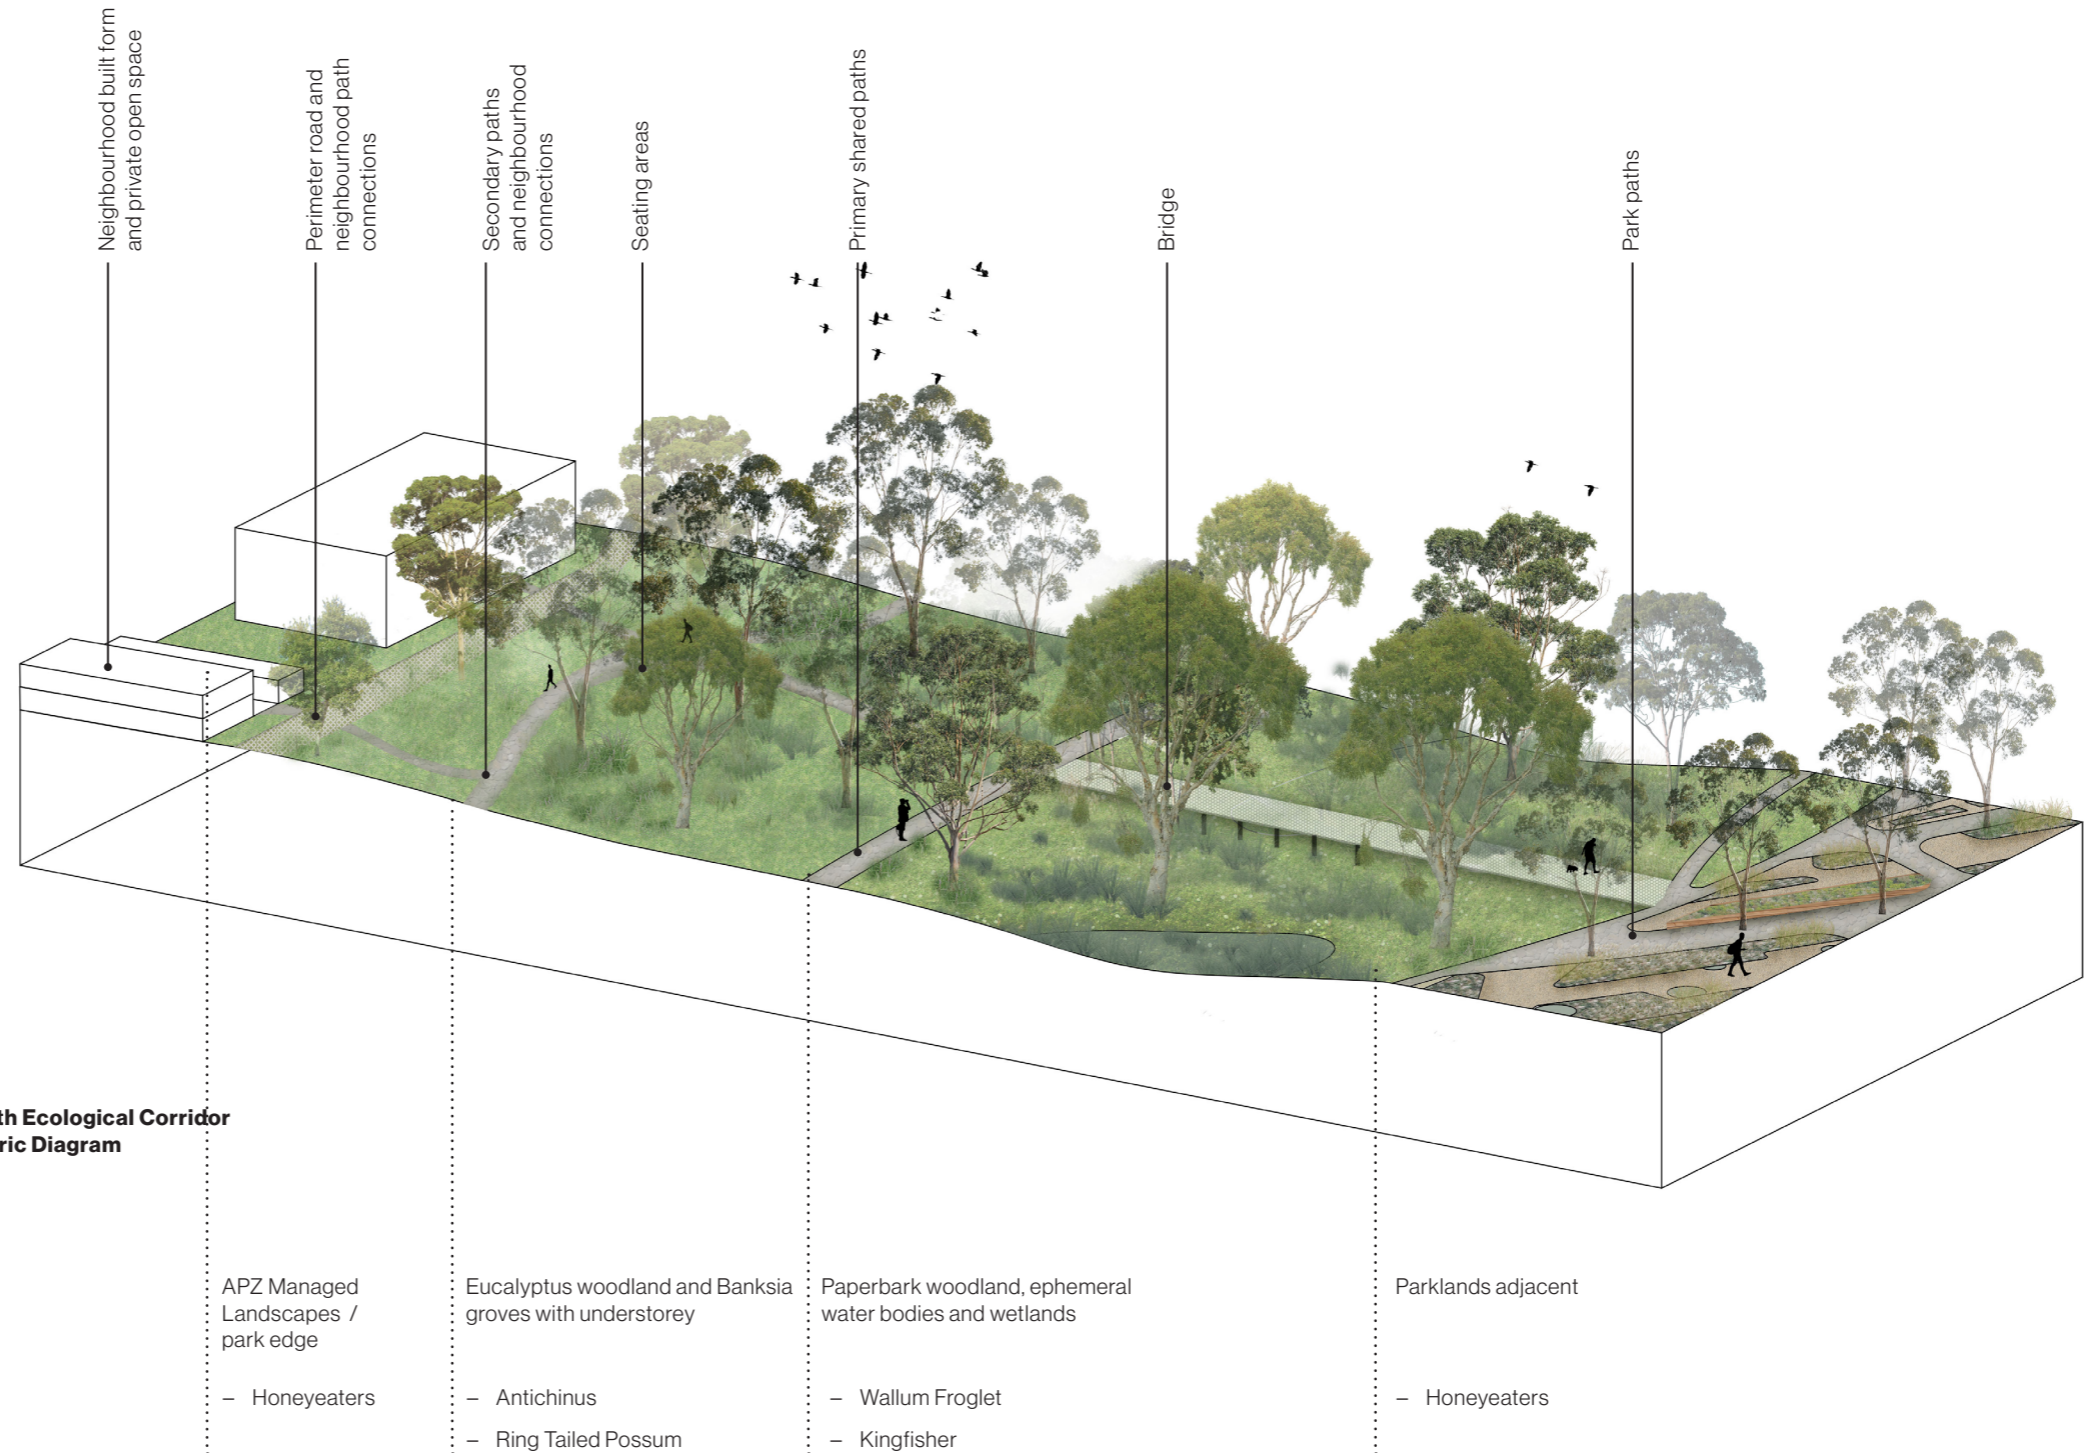 Neighbourhood built form
and private open space
Perimeter road and
neighbourhood path
connections
Secondary paths
and neighbourhood
connections
Seating areas
Primary shared paths
Bridge
Park paths
th Ecological Corridor
ric Diagram
APZ Managed
Landscapes /
park edge
– Honeyeaters
Eucalyptus woodland and Banksia
groves with understorey
– Antichinus
– Ring Tailed Possum
Paperbark woodland, ephemeral
water bodies and wetlands
– Wallum Froglet
– Kingfisher
Parklands adjacent
– Honeyeaters